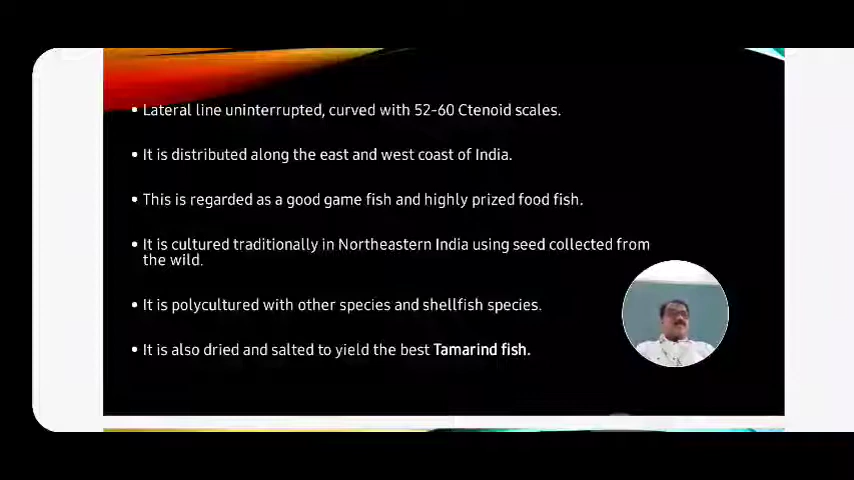 • Lateral line uninterrupted, curved with 52-60 Ctenoid scales.
• It is distributed along the east and west coast of India.
• This is regarded as a good game fish and highly prized food fish.
• It is cultured traditionally in Northeastern India using seed collected from
the wild.
• It is polycultured with other species and shellfish species.
• It is also dried and salted to yield the best Tamarind fish.